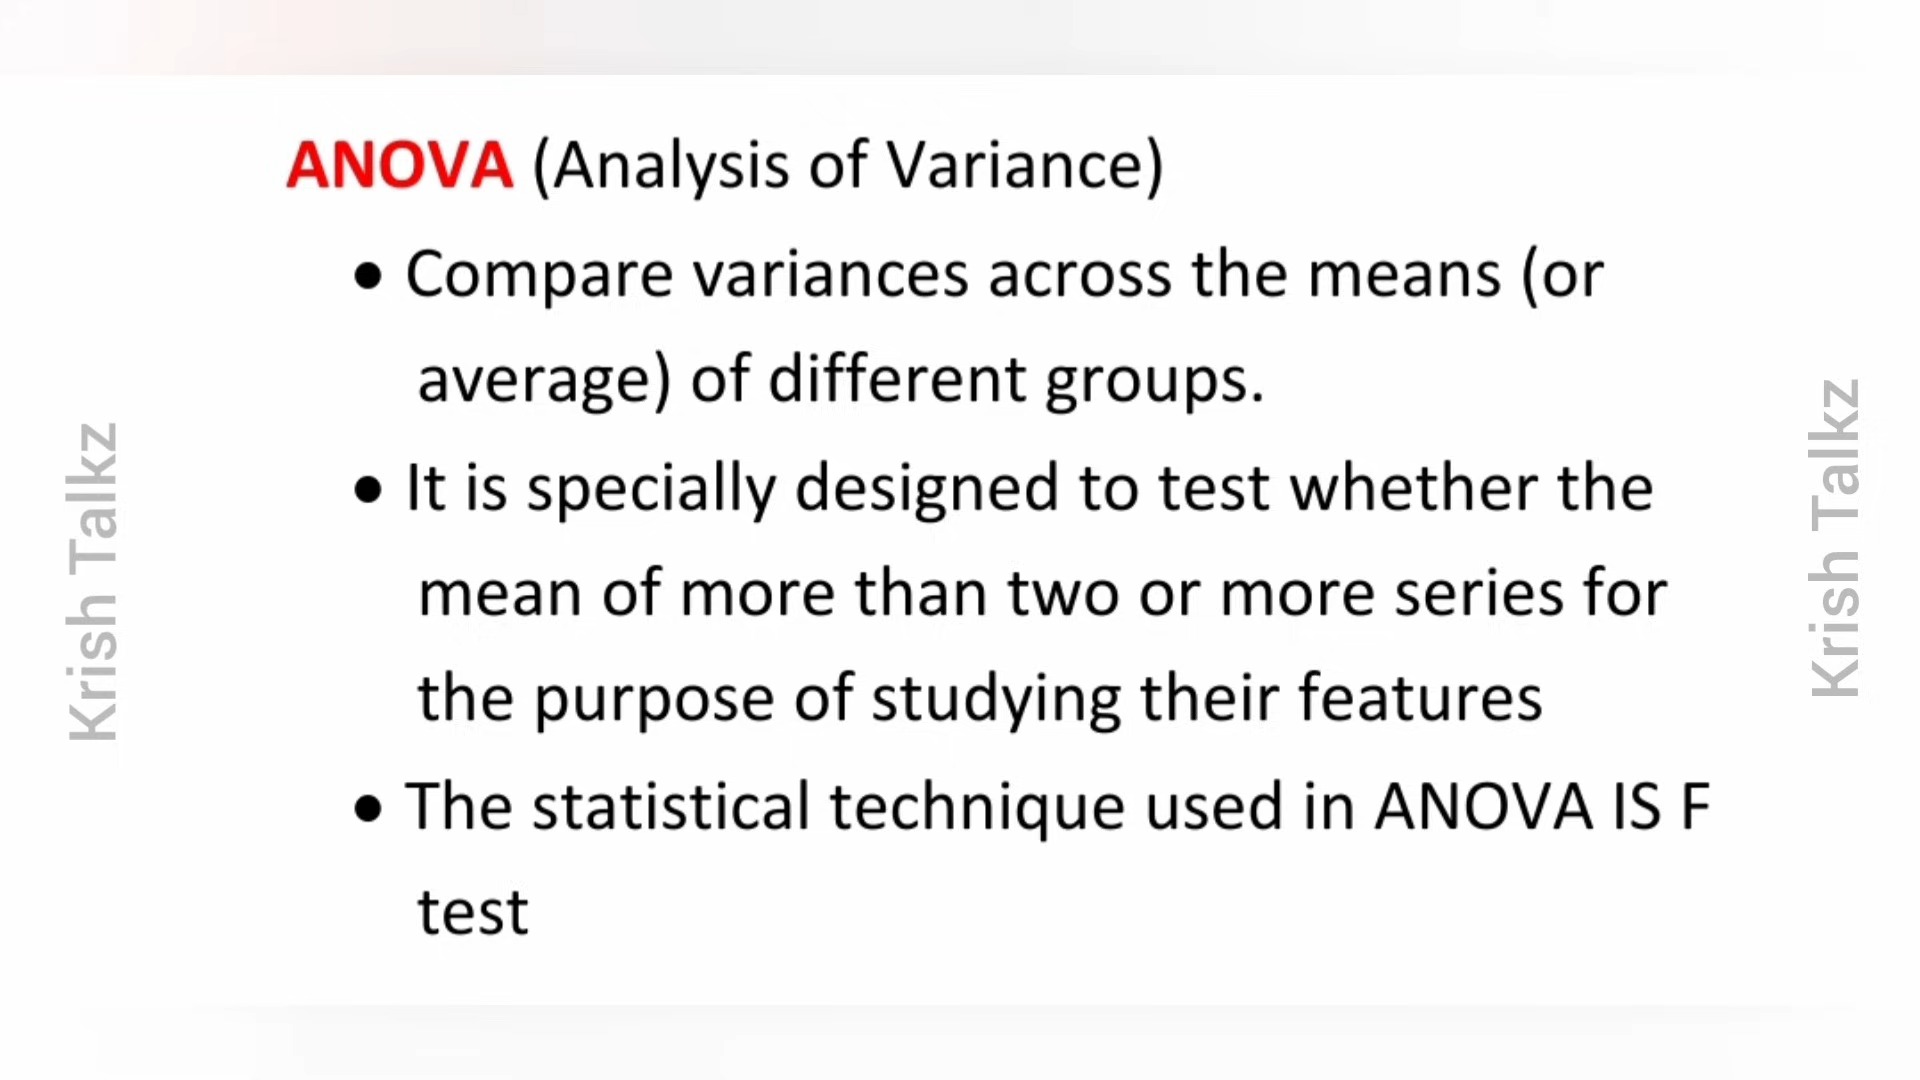 ANOVA (Analysis of Variance)
• Compare variances across the means (or
average) of different groups.
• It is specially designed to test whether the
mean of more than two or more series for
the purpose of studying their features
• The statistical technique used in ANOVA IS F
test
Krish Talkz
Krish Talkz